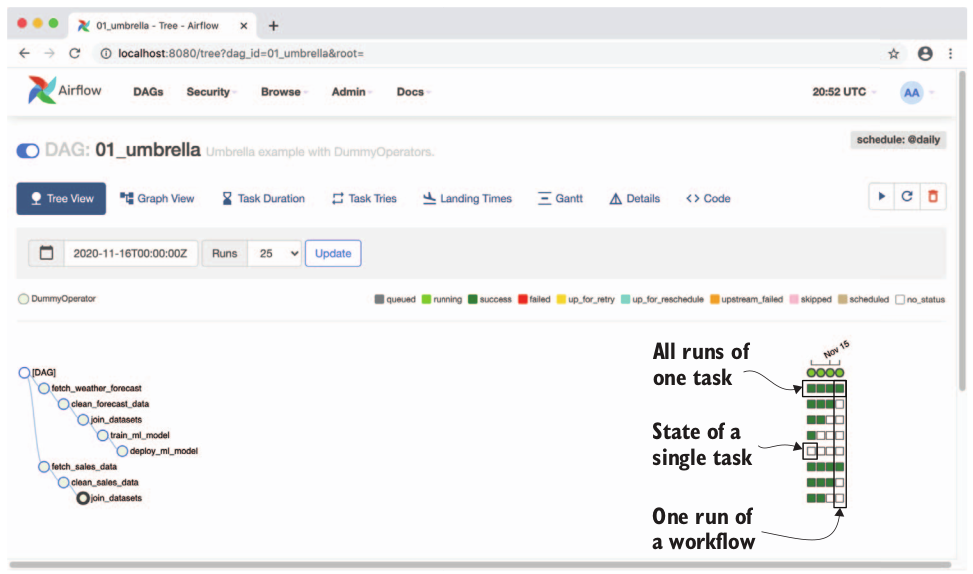 01_umbrella - Tree - Airflow
localhost:8080/tree?dag_id=01_umbrella&root=
Airflow DAGs Security Browse Admin Docs 20:52 UTC AA
schedule: @daily
DAG: 01_umbrella Umbrella example with DummyOperators.
Tree View Graph View Task Duration Task Tries Landing Times Gantt Details <> Code
2020-11-16T00:00:00Z Runs 25 Update
DummyOperator queued running success failed up_for_retry up_for_reschedule upstream_failed skipped scheduled no_status
Nov 15
All runs of
one task
[DAG]
fetch_weather_forecast
clean_forecast_data
join_datasets
train_ml_model
deploy_ml_model
fetch_sales_data
clean_sales_data
join_datasets
State of a
single task
One run of
a workflow